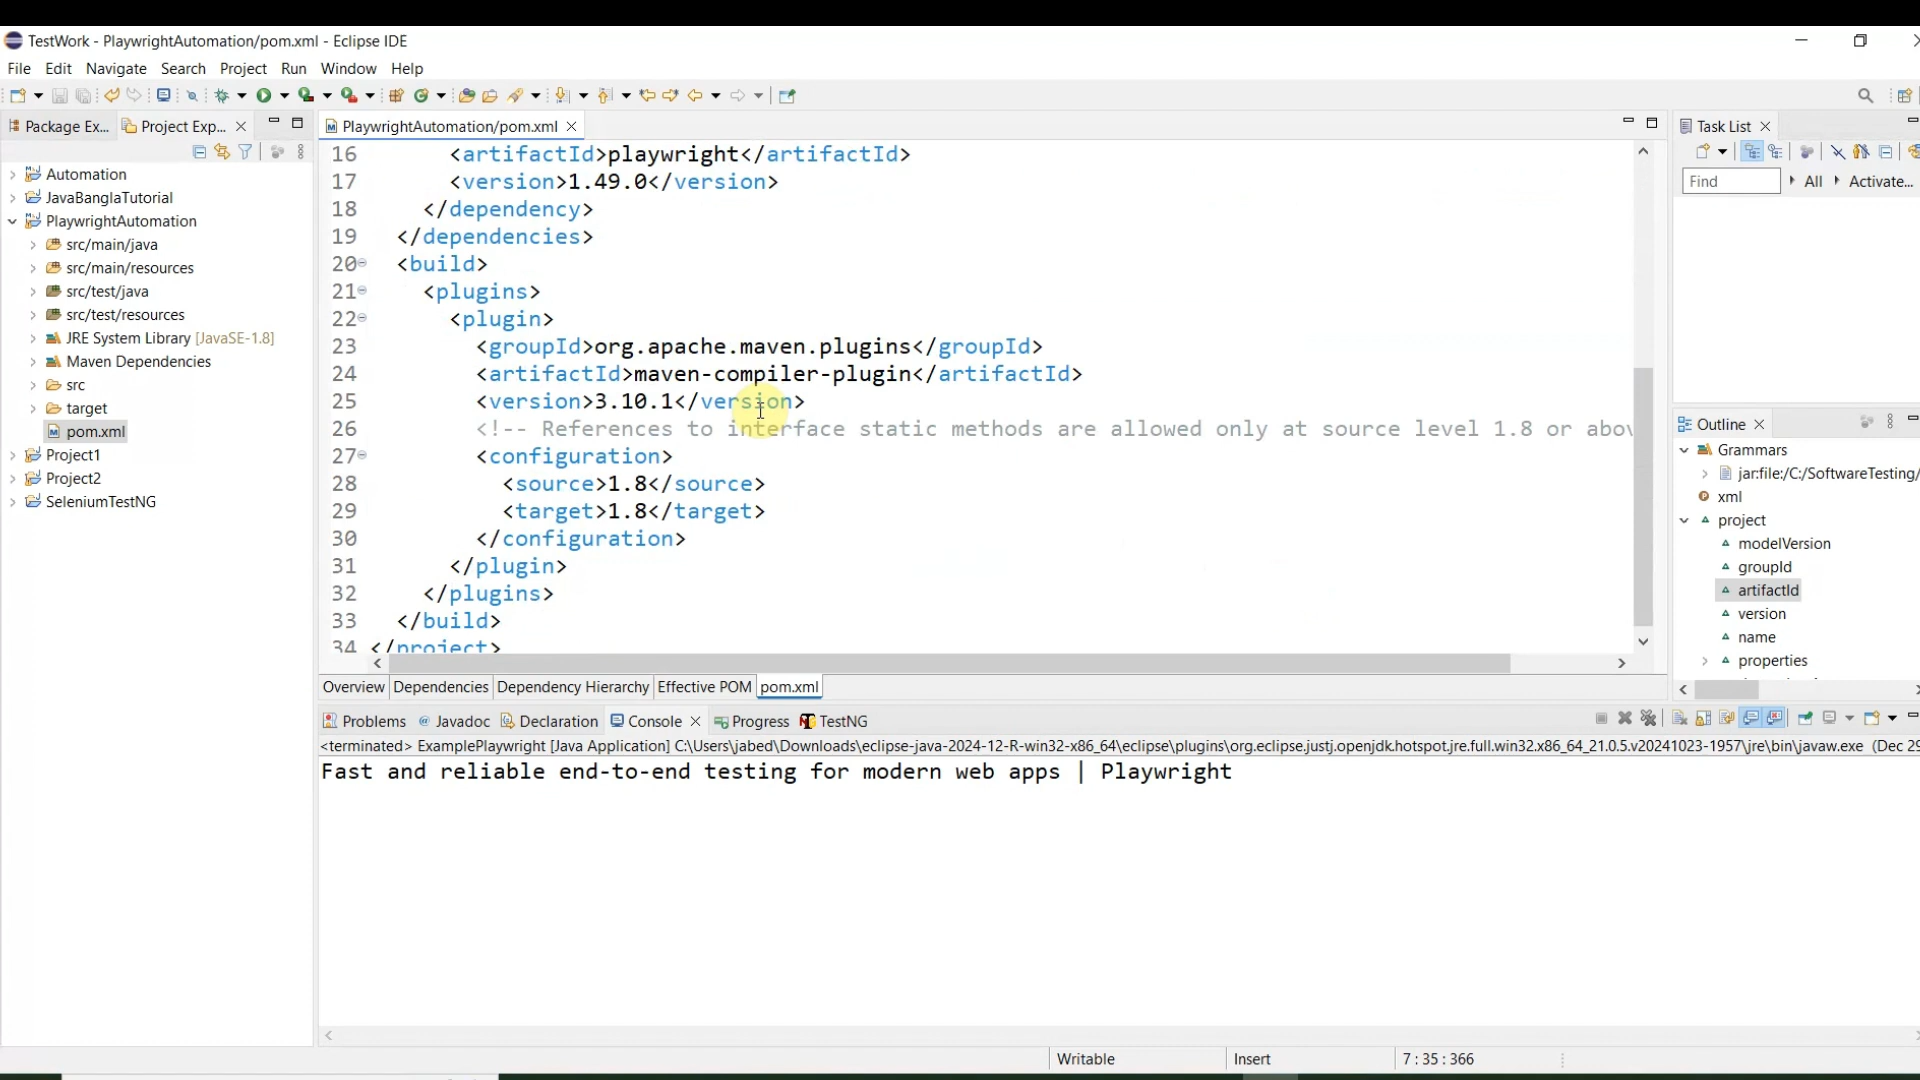 TestWork - PlaywrightAutomation/pom.xml - Eclipse IDE
File Edit Navigate Search Project Run Window Help
Package Ex... Project Exp...
Automation
JavaBanglaTutorial
PlaywrightAutomation
src/main/java
src/main/resources
src/test/java
src/test/resources
JRE System Library [JavaSE-1.8]
Maven Dependencies
src
target
pom.xml
Project1
Project2
SeleniumTestNG
PlaywrightAutomation/pom.xml
16 <artifactId>playwright</artifactId>
17 <version>1.49.0</version>
18 </dependency>
19 </dependencies>
20 <build>
21 <plugins>
22 <plugin>
23 <groupId>org.apache.maven.plugins</groupId>
24 <artifactId>maven-compiler-plugin</artifactId>
25 <version>3.10.1</version>
26 <!-- References to interface static methods are allowed only at source level 1.8 or abov
27 <configuration>
28 <source>1.8</source>
29 <target>1.8</target>
30 </configuration>
31 </plugin>
32 </plugins>
33 </build>
34 </project>
Overview Dependencies Dependency Hierarchy Effective POM pom.xml
Task List
Find All Activate...
Outline
Grammars
jar:file:/C:/SoftwareTesting/
xml
project
modelVersion
groupId
artifactId
version
name
properties
Problems Javadoc Declaration Console Progress TestNG
<terminated> ExamplePlaywright [Java Application] C:\Users\jabed\Downloads\eclipse-java-2024-12-R-win32-x86_64\eclipse\plugins\org.eclipse.justj.openjdk.hotspot.jre.full.win32.x86_64_21.0.5.v20241023-1957\jre\bin\javaw.exe (Dec 29
Fast and reliable end-to-end testing for modern web apps | Playwright
Writable Insert 7 : 35 : 366